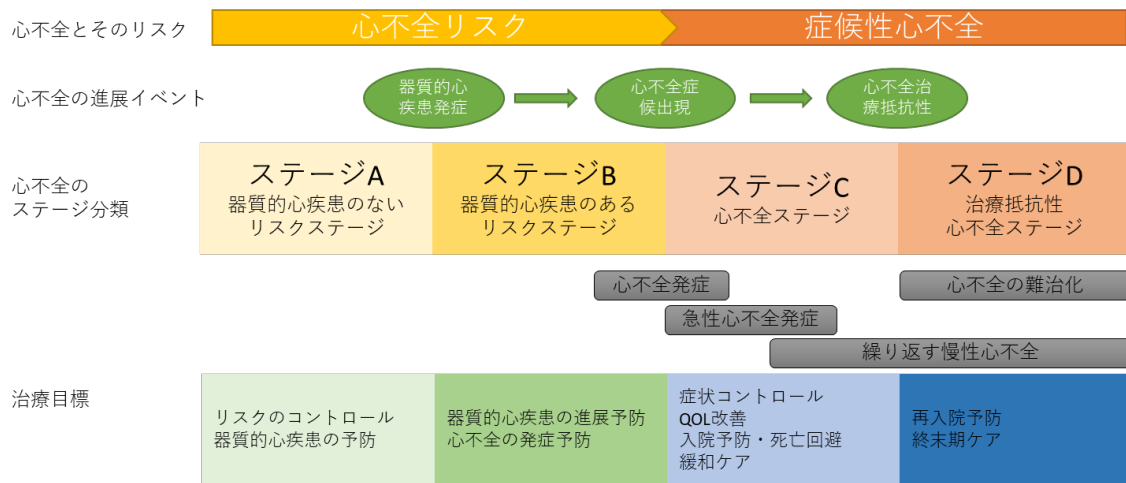 心不全とそのリスク
心不全リスク
症候性心不全
心不全の進展イベント
器質的心
疾患発症
心不全症
候出現
心不全治
療抵抗性
心不全の
ステージ分類
ステージA
器質的心疾患のない
リスクステージ
ステージB
器質的心疾患のある
リスクステージ
ステージC
心不全ステージ
ステージD
治療抵抗性
心不全ステージ
心不全発症
心不全の難治化
急性心不全発症
繰り返す慢性心不全
治療目標
リスクのコントロール
器質的心疾患の予防
器質的心疾患の進展予防
心不全の発症予防
症状コントロール
QOL改善
入院予防・死亡回避
緩和ケア
再入院予防
終末期ケア